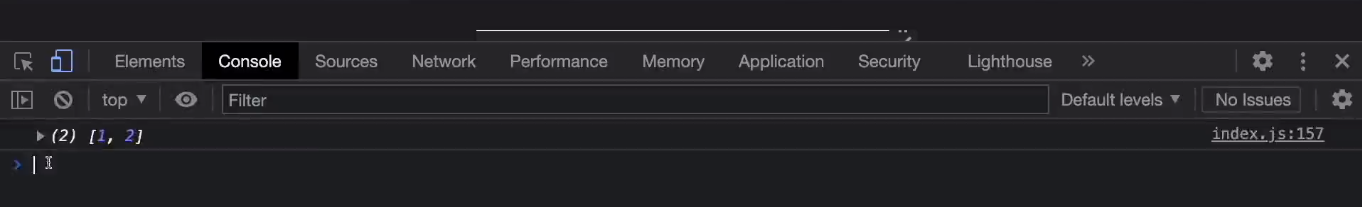 Elements Console Sources Network Performance Memory Application Security Lighthouse »
top ▼ Filter Default levels ▼ No Issues
▶ (2) [1, 2] index.js:157
>